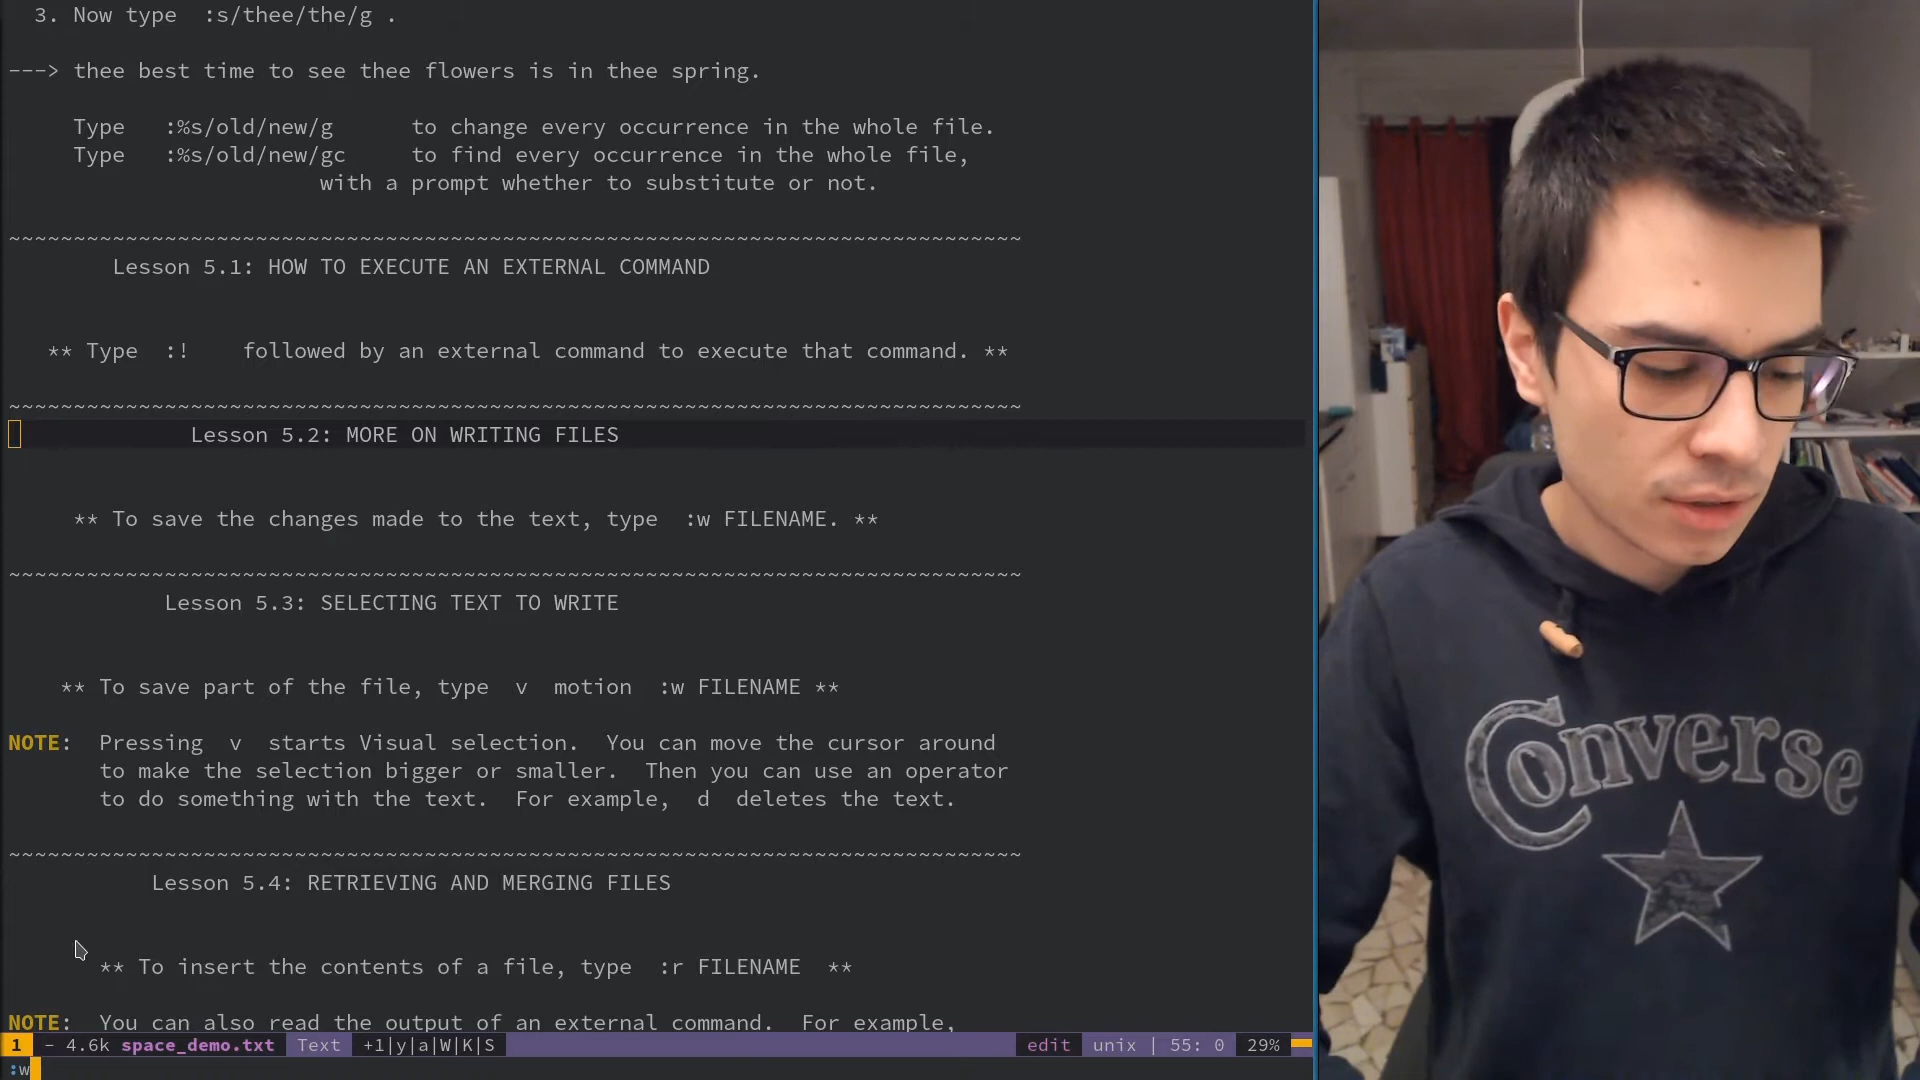 3. Now type :s/thee/the/g .
---> thee best time to see thee flowers is in thee spring.
Type :%s/old/new/g to change every occurrence in the whole file.
Type :%s/old/new/gc to find every occurrence in the whole file,
with a prompt whether to substitute or not.
~~~~~~~~~~~~~~~~~~~~~~~~~~~~~~~~~~~~~~~~~~~~~~~~~~~~~~~~~~~~~~~~~~~~~~~~~~~~~~
Lesson 5.1: HOW TO EXECUTE AN EXTERNAL COMMAND
** Type :! followed by an external command to execute that command. **
~~~~~~~~~~~~~~~~~~~~~~~~~~~~~~~~~~~~~~~~~~~~~~~~~~~~~~~~~~~~~~~~~~~~~~~~~~~~~~
Lesson 5.2: MORE ON WRITING FILES
** To save the changes made to the text, type :w FILENAME. **
~~~~~~~~~~~~~~~~~~~~~~~~~~~~~~~~~~~~~~~~~~~~~~~~~~~~~~~~~~~~~~~~~~~~~~~~~~~~~~
Lesson 5.3: SELECTING TEXT TO WRITE
** To save part of the file, type v motion :w FILENAME **
NOTE: Pressing v starts Visual selection. You can move the cursor around
to make the selection bigger or smaller. Then you can use an operator
to do something with the text. For example, d deletes the text.
~~~~~~~~~~~~~~~~~~~~~~~~~~~~~~~~~~~~~~~~~~~~~~~~~~~~~~~~~~~~~~~~~~~~~~~~~~~~~~
Lesson 5.4: RETRIEVING AND MERGING FILES
** To insert the contents of a file, type :r FILENAME **
NOTE: You can also read the output of an external command. For example,
1 - 4.6k space_demo.txt Text +1|y|a|W|K|S edit unix | 55: 0 29%
:w
Converse